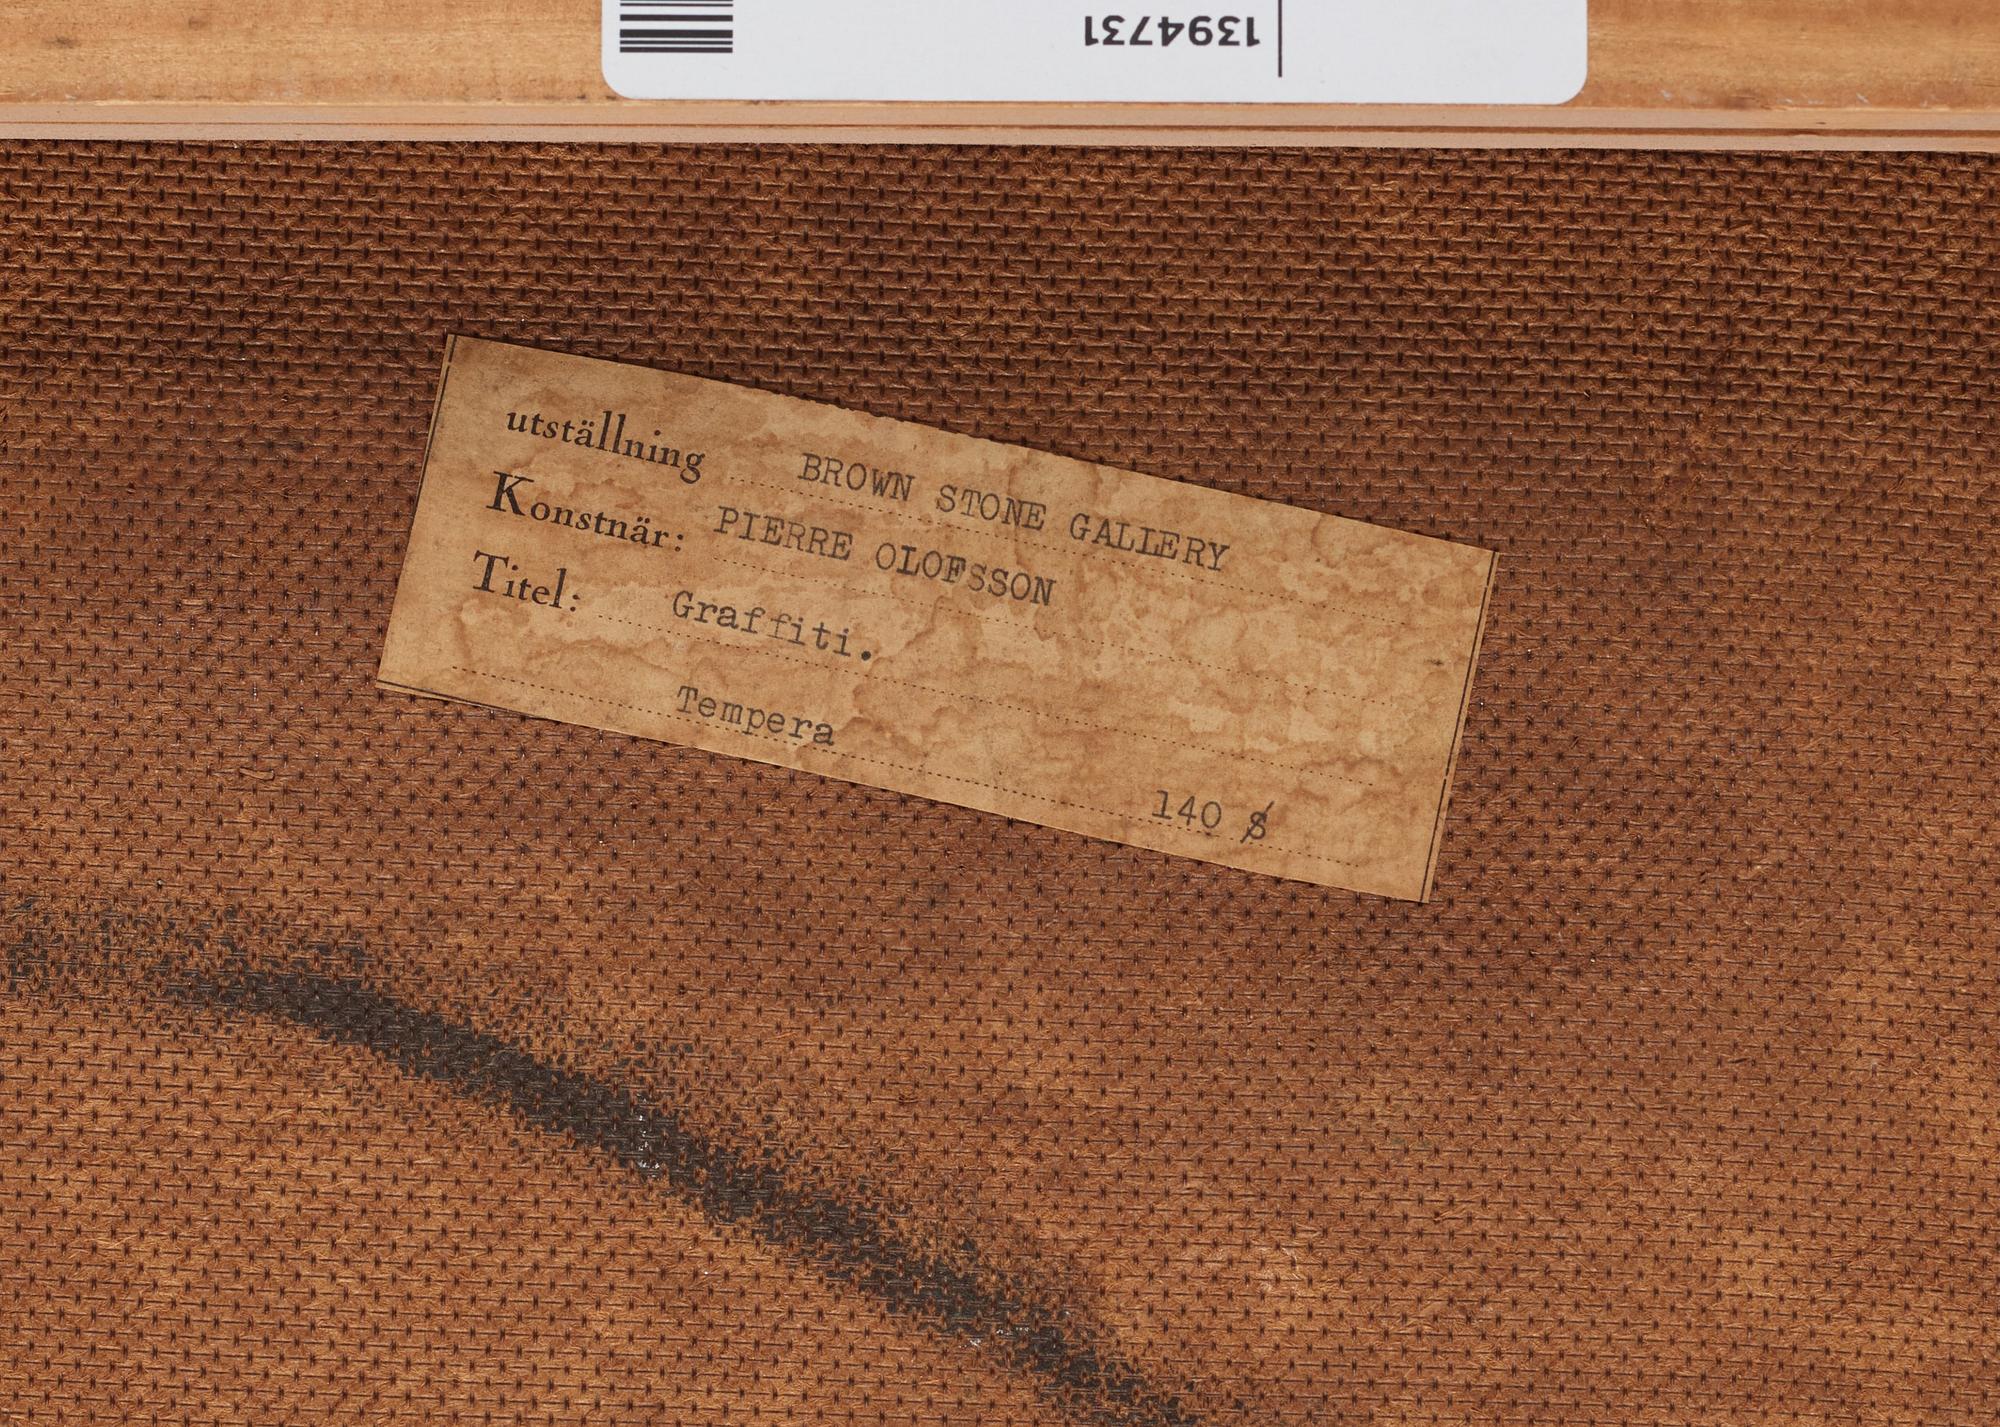 1394731
utställning BROWN STONE GALLERY
Konstnär: PIERRE OLOFSSON
Titel: Graffiti.
Tempera
140 $